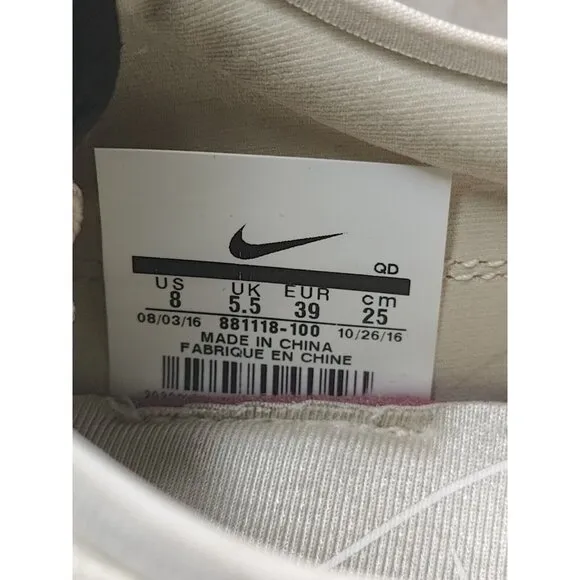 QD
US UK EUR cm
8 5.5 39 25
08/03/16 881118-100 10/26/16
MADE IN CHINA
FABRIQUE EN CHINE